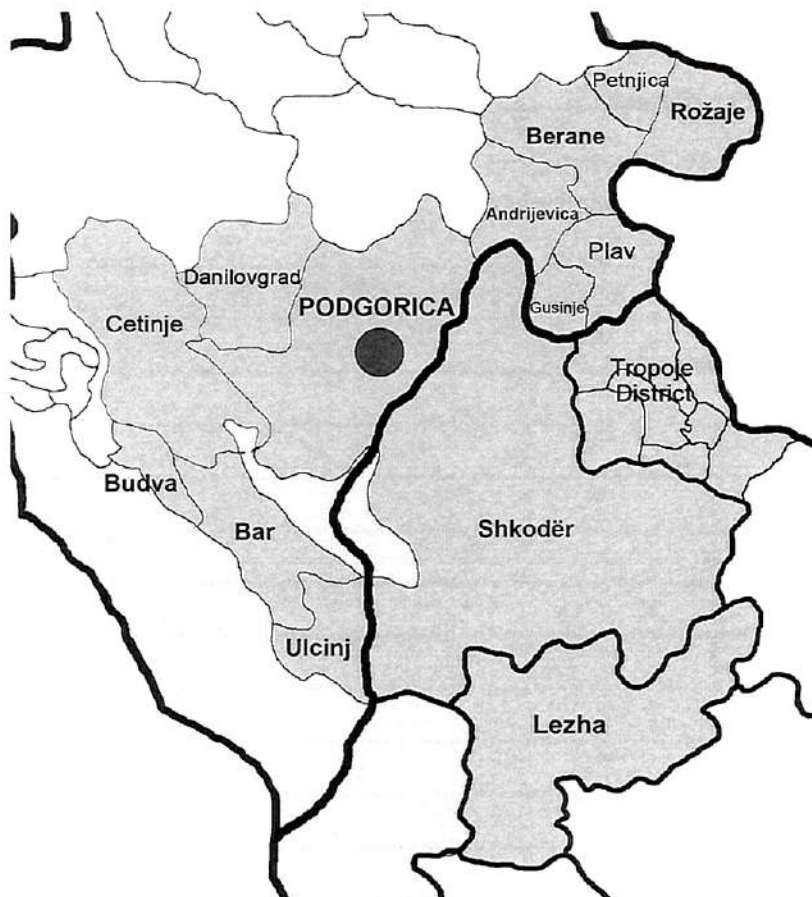 Petnjica
Rožaje
Berane
Andrijevica
Plav
Danilovgrad
Gusinje
PODGORICA
Cetinje
Tropoje
District
Budva
Bar
Shkodër
Ulcinj
Lezha